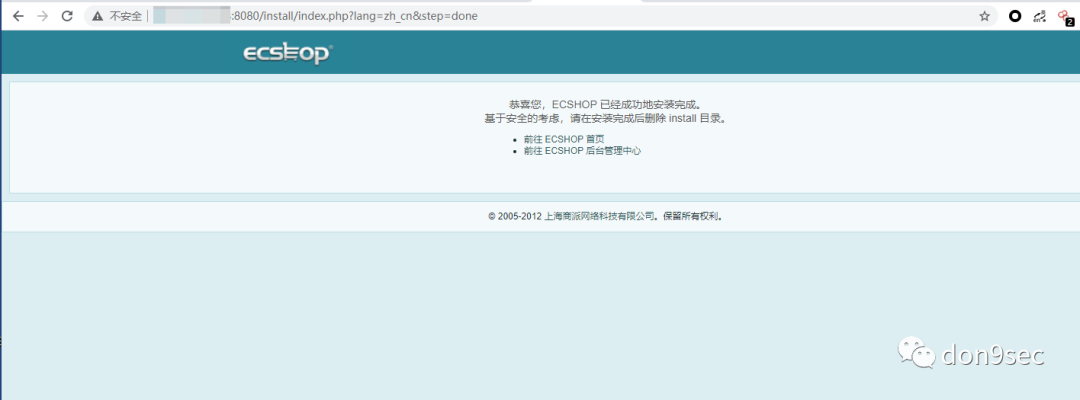 不安全
:8080/install/index.php?lang=zh_cn&step=done
2
ecshop
恭喜您，ECSHOP 已经成功地安装完成。
基于安全的考虑，请在安装完成后删除 install 目录。
前往 ECSHOP 首页
前往 ECSHOP 后台管理中心
© 2005-2012 上海商派网络科技有限公司。保留所有权利。
don9sec